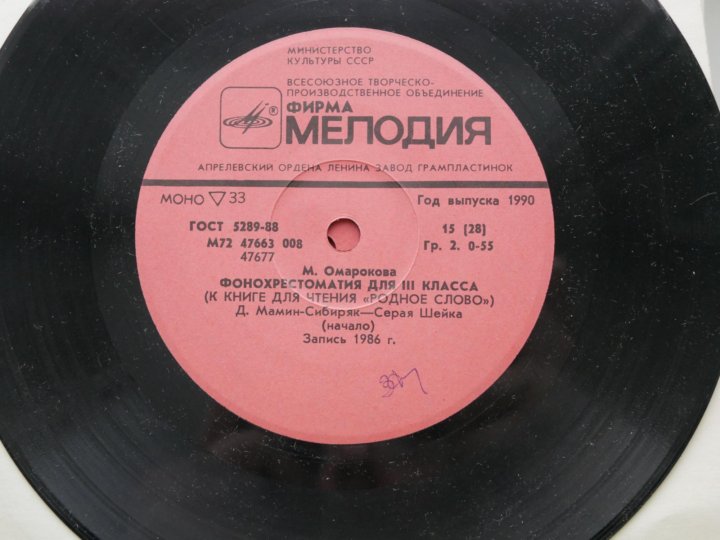 МИНИСТЕРСТВО
КУЛЬТУРЫ СССР
ВСЕСОЮЗНОЕ ТВОРЧЕСКО-
ПРОИЗВОДСТВЕННОЕ ОБЪЕДИНЕНИЕ
®
ФИРМА
МЕЛОДИЯ
АПРЕЛЕВСКИЙ ОРДЕНА ЛЕНИНА ЗАВОД ГРАМПЛАСТИНОК
МОНО ▽ 33
Год выпуска 1990
ГОСТ 5289-88
15 (28)
М72 47663 008
Гр. 2. 0-55
47677
М. Омарокова
ФОНОХРЕСТОМАТИЯ ДЛЯ III КЛАССА
(К КНИГЕ ДЛЯ ЧТЕНИЯ «РОДНОЕ СЛОВО»)
Д. Мамин-Сибиряк—Серая Шейка
(начало)
Запись 1986 г.